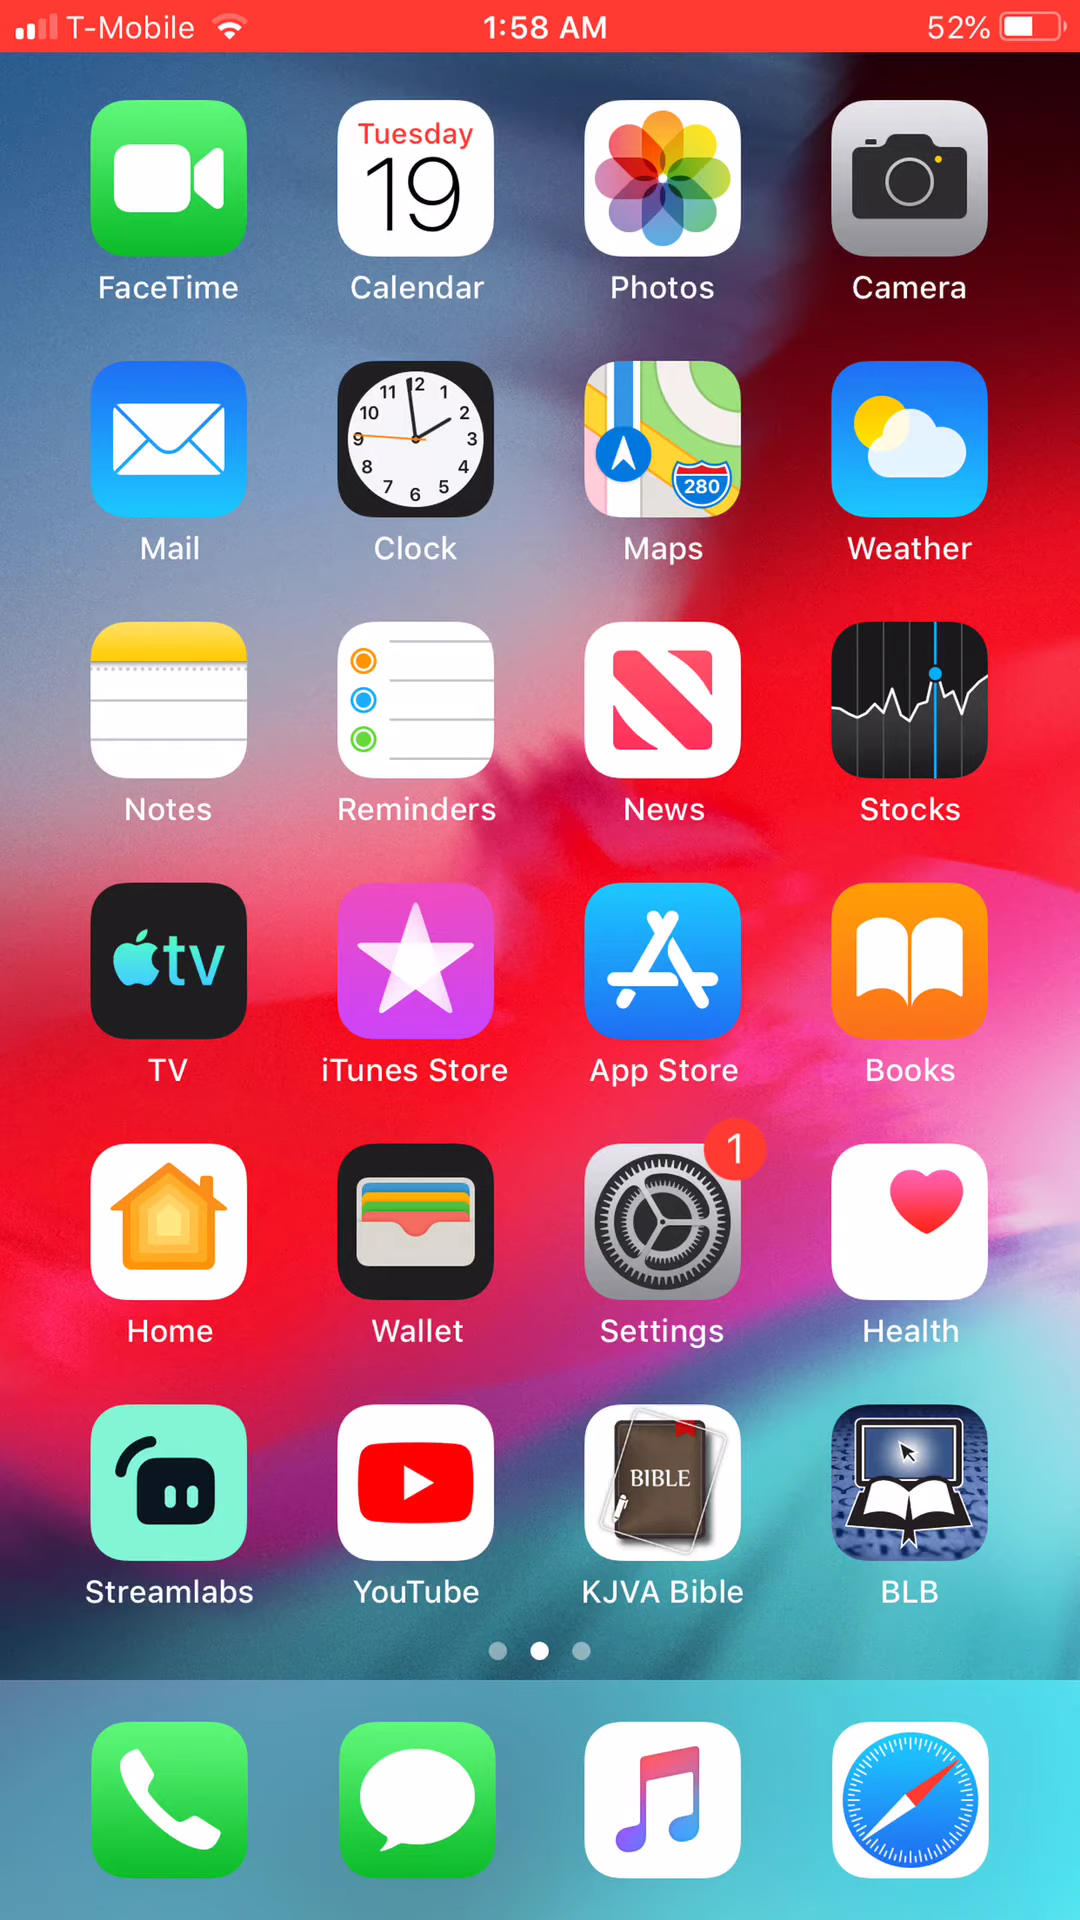 T-Mobile 1:58 AM 52%
Tuesday
19
FaceTime Calendar Photos Camera
12
11 1
10 2
9 3
8 4
7 5
6
280
Mail Clock Maps Weather
Notes Reminders News Stocks
tv
TV iTunes Store App Store Books
1
Home Wallet Settings Health
BIBLE
Streamlabs YouTube KJVA Bible BLB